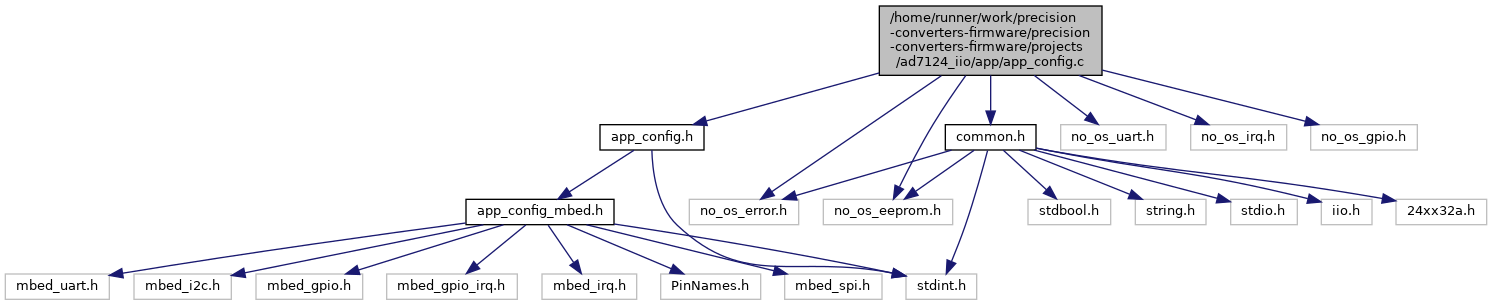 /home/runner/work/precision
-converters-firmware/precision
-converters-firmware/projects
/ad7124_iio/app/app_config.c
app_config.h
common.h
no_os_uart.h
no_os_irq.h
no_os_gpio.h
app_config_mbed.h
no_os_error.h
no_os_eeprom.h
stdbool.h
string.h
stdio.h
iio.h
24xx32a.h
mbed_uart.h
mbed_i2c.h
mbed_gpio.h
mbed_gpio_irq.h
mbed_irq.h
PinNames.h
mbed_spi.h
stdint.h